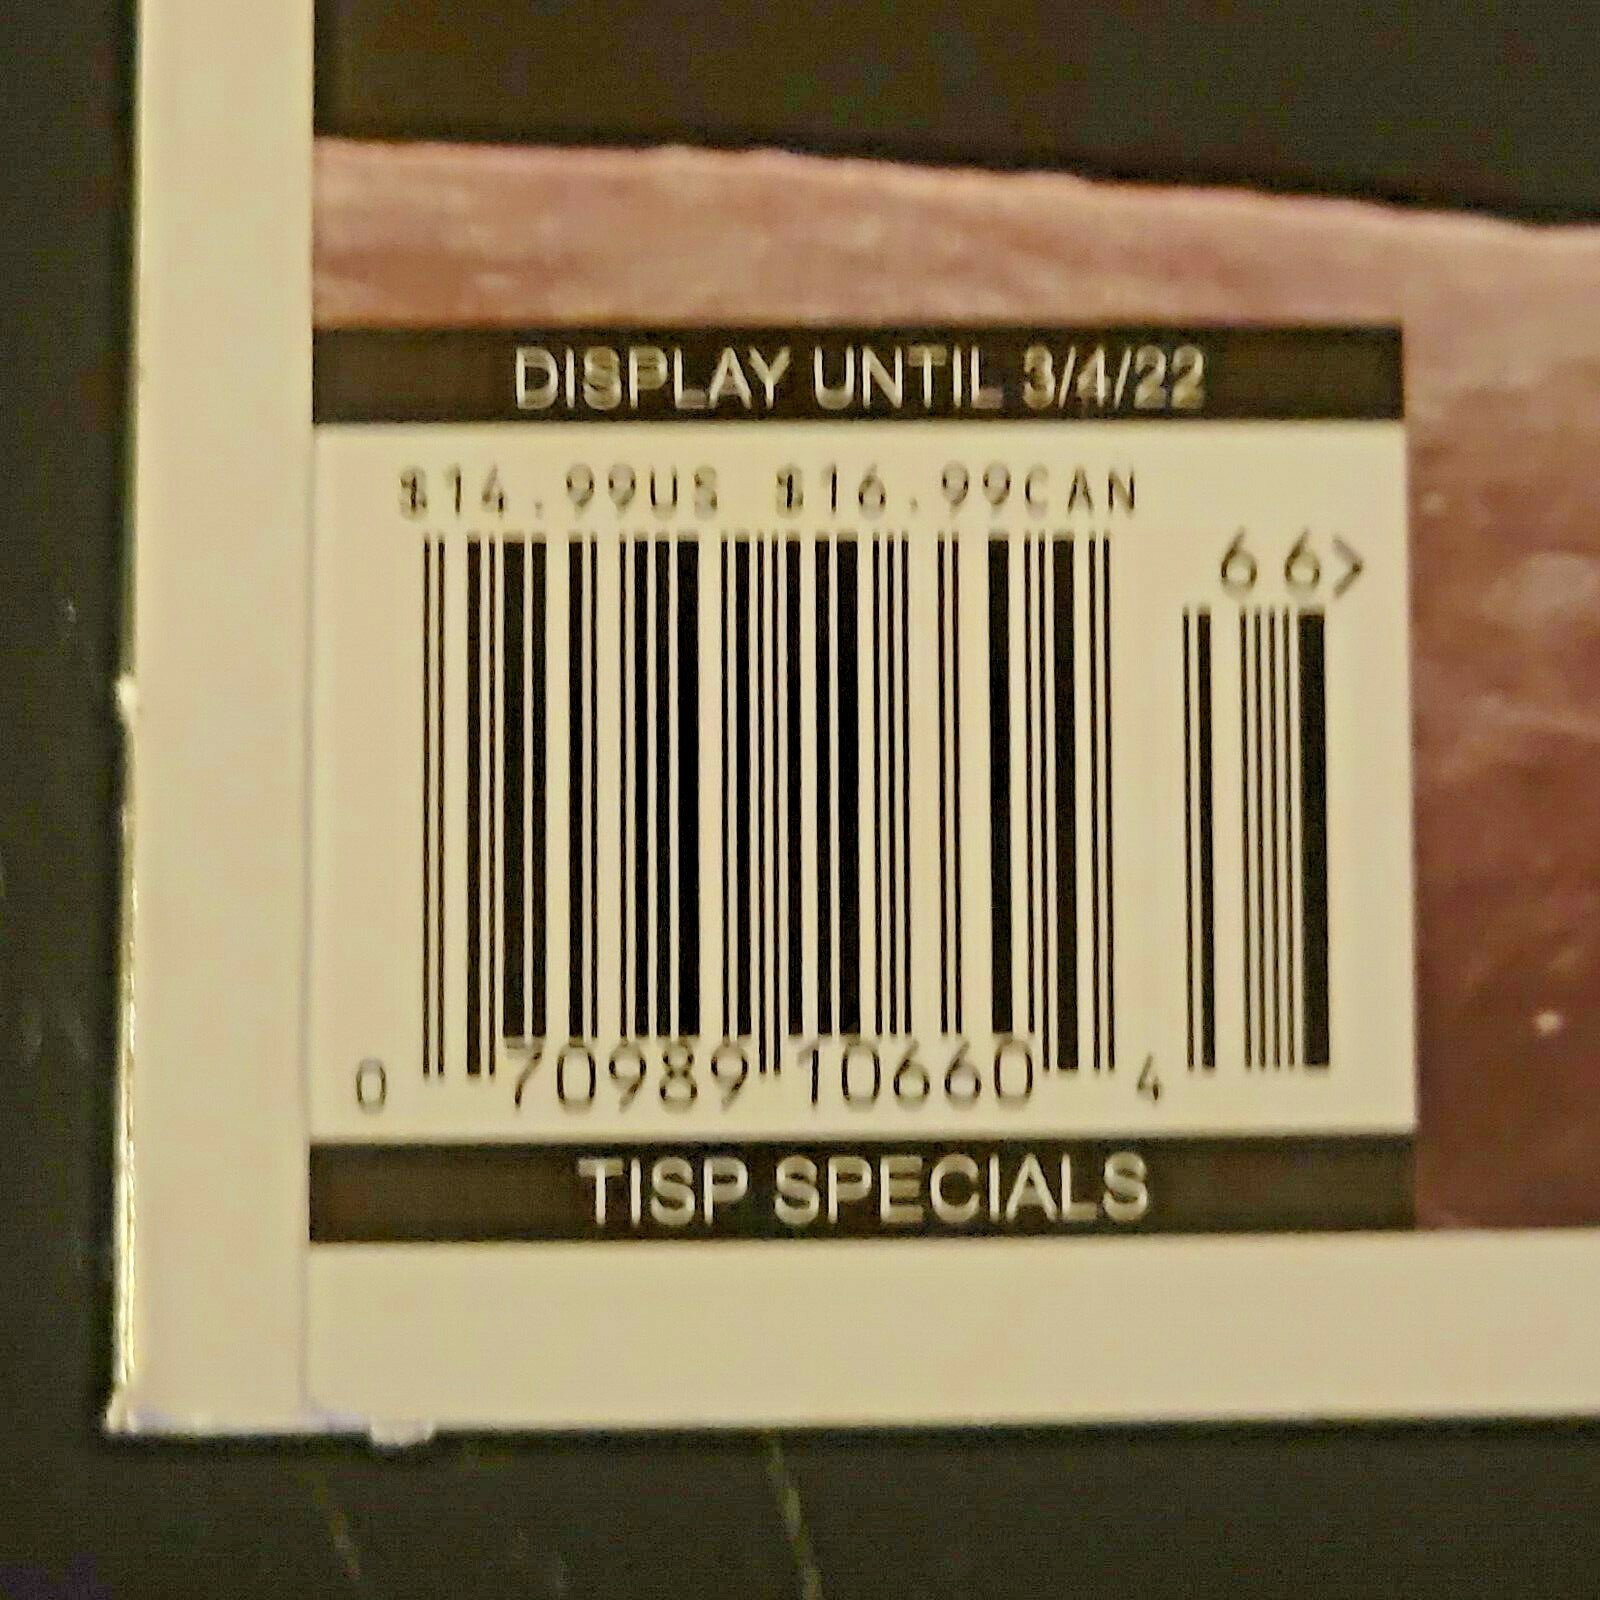 DISPLAY UNTIL 3/4/22
$14.99US $16.99CAN
66>
0 70989 10660 4
TISP SPECIALS